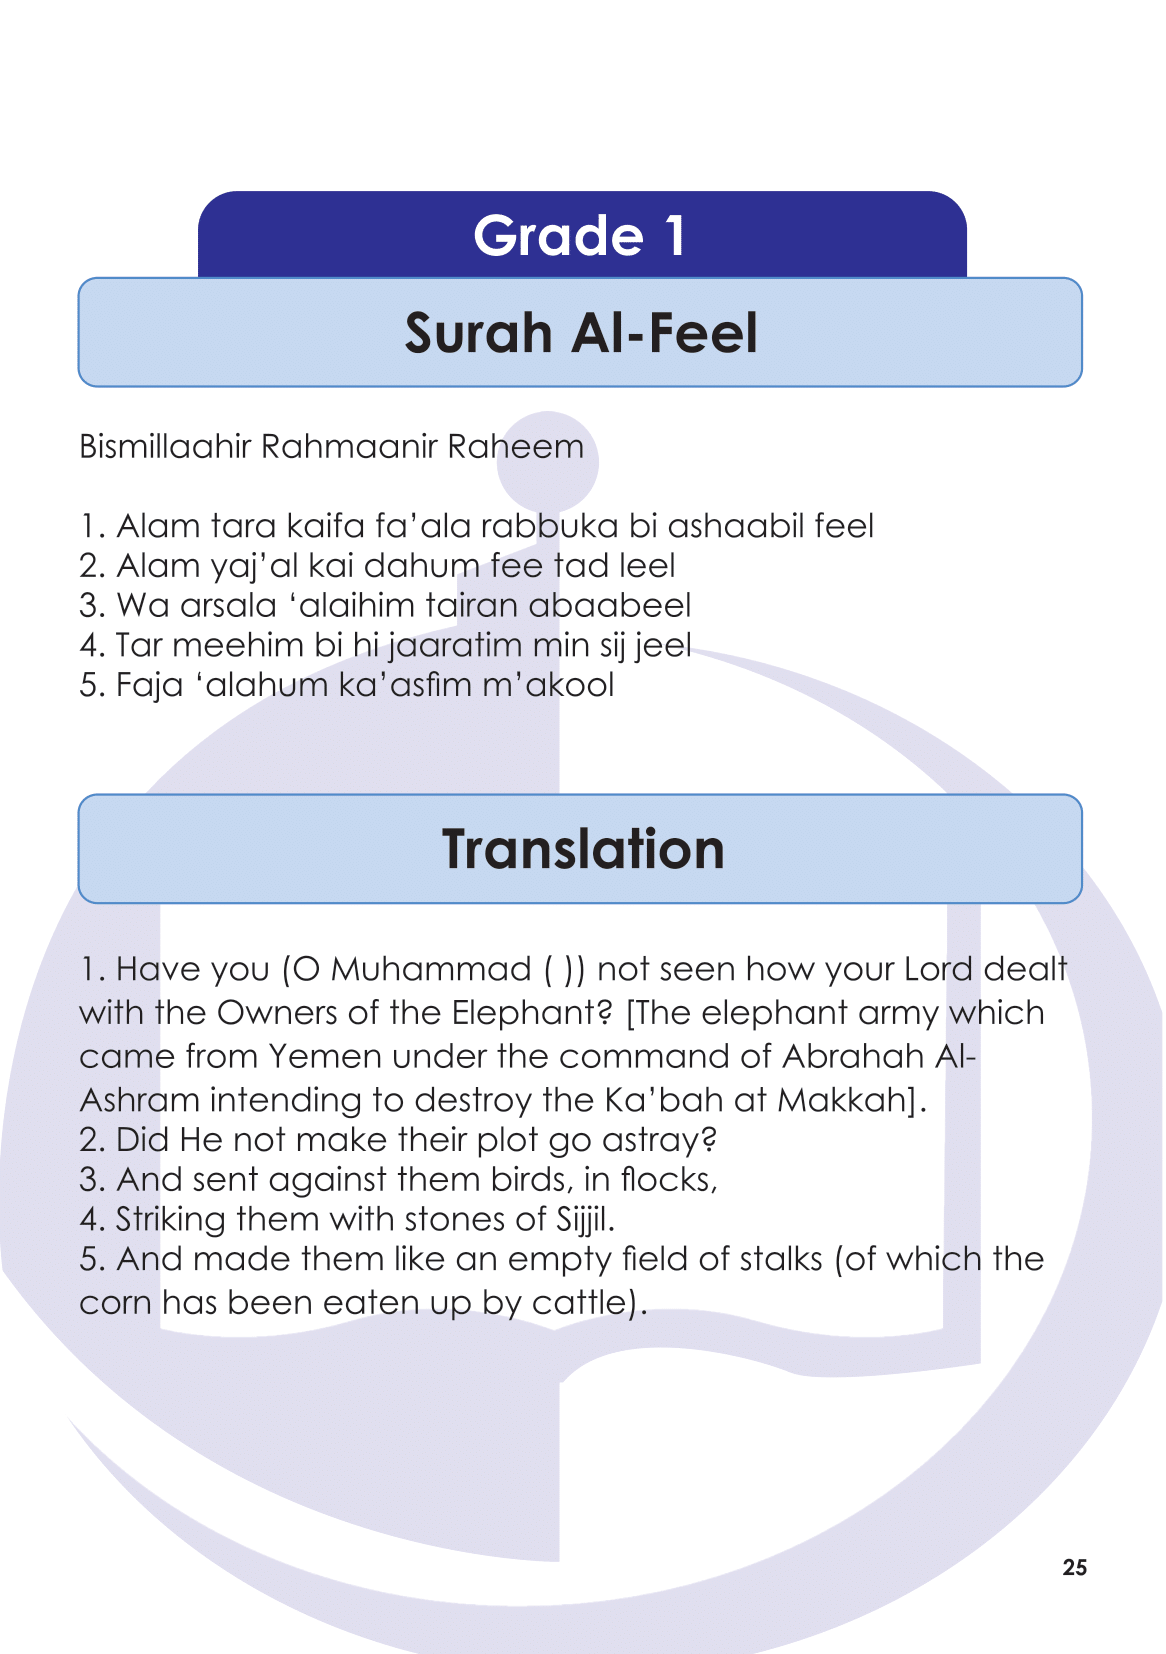 Grade 1
Surah Al-Feel
Bismillaahir Rahmaanir Raheem
1. Alam tara kaifa fa’ala rabbuka bi ashaabil feel
2. Alam yaj’al kai dahum fee tad leel
3. Wa arsala ‘alaihim tairan abaabeel
4. Tar meehim bi hi jaaratim min sij jeel
5. Faja ‘alahum ka’asfim m’akool
Translation
1. Have you (O Muhammad ( )) not seen how your Lord dealt
with the Owners of the Elephant? [The elephant army which
came from Yemen under the command of Abrahah Al-
Ashram intending to destroy the Ka’bah at Makkah].
2. Did He not make their plot go astray?
3. And sent against them birds, in flocks,
4. Striking them with stones of Sijjil.
5. And made them like an empty field of stalks (of which the
corn has been eaten up by cattle).
25